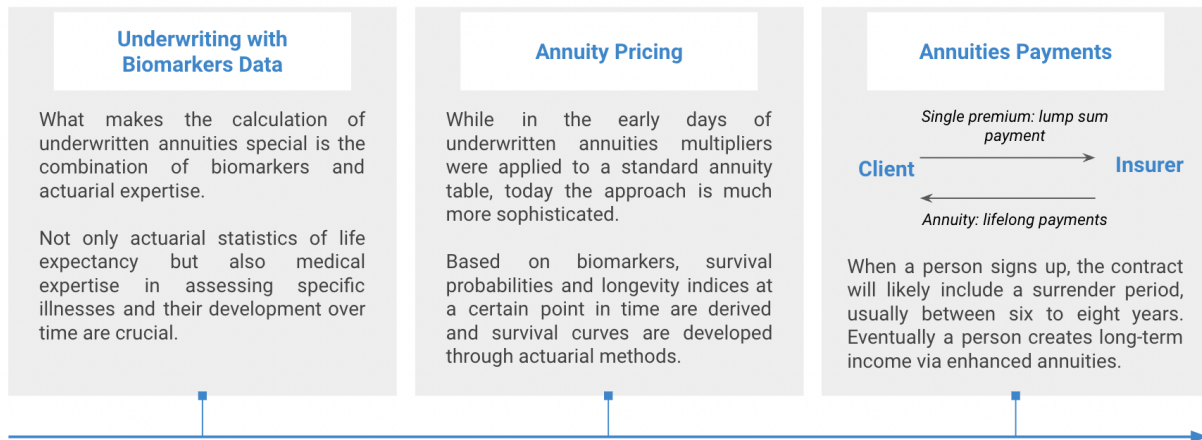 Underwriting with
Biomarkers Data
What makes the calculation of
underwritten annuities special is the
combination of biomarkers and
actuarial expertise.
Not only actuarial statistics of life
expectancy but also medical
expertise in assessing specific
illnesses and their development over
time are crucial.
Annuity Pricing
While in the early days of
underwritten annuities multipliers
were applied to a standard annuity
table, today the approach is much
more sophisticated.
Based on biomarkers, survival
probabilities and longevity indices at
a certain point in time are derived
and survival curves are developed
through actuarial methods.
Annuities Payments
Single premium: lump sum
payment
Client
Insurer
Annuity: lifelong payments
When a person signs up, the contract
will likely include a surrender period,
usually between six to eight years.
Eventually a person creates long-term
income via enhanced annuities.